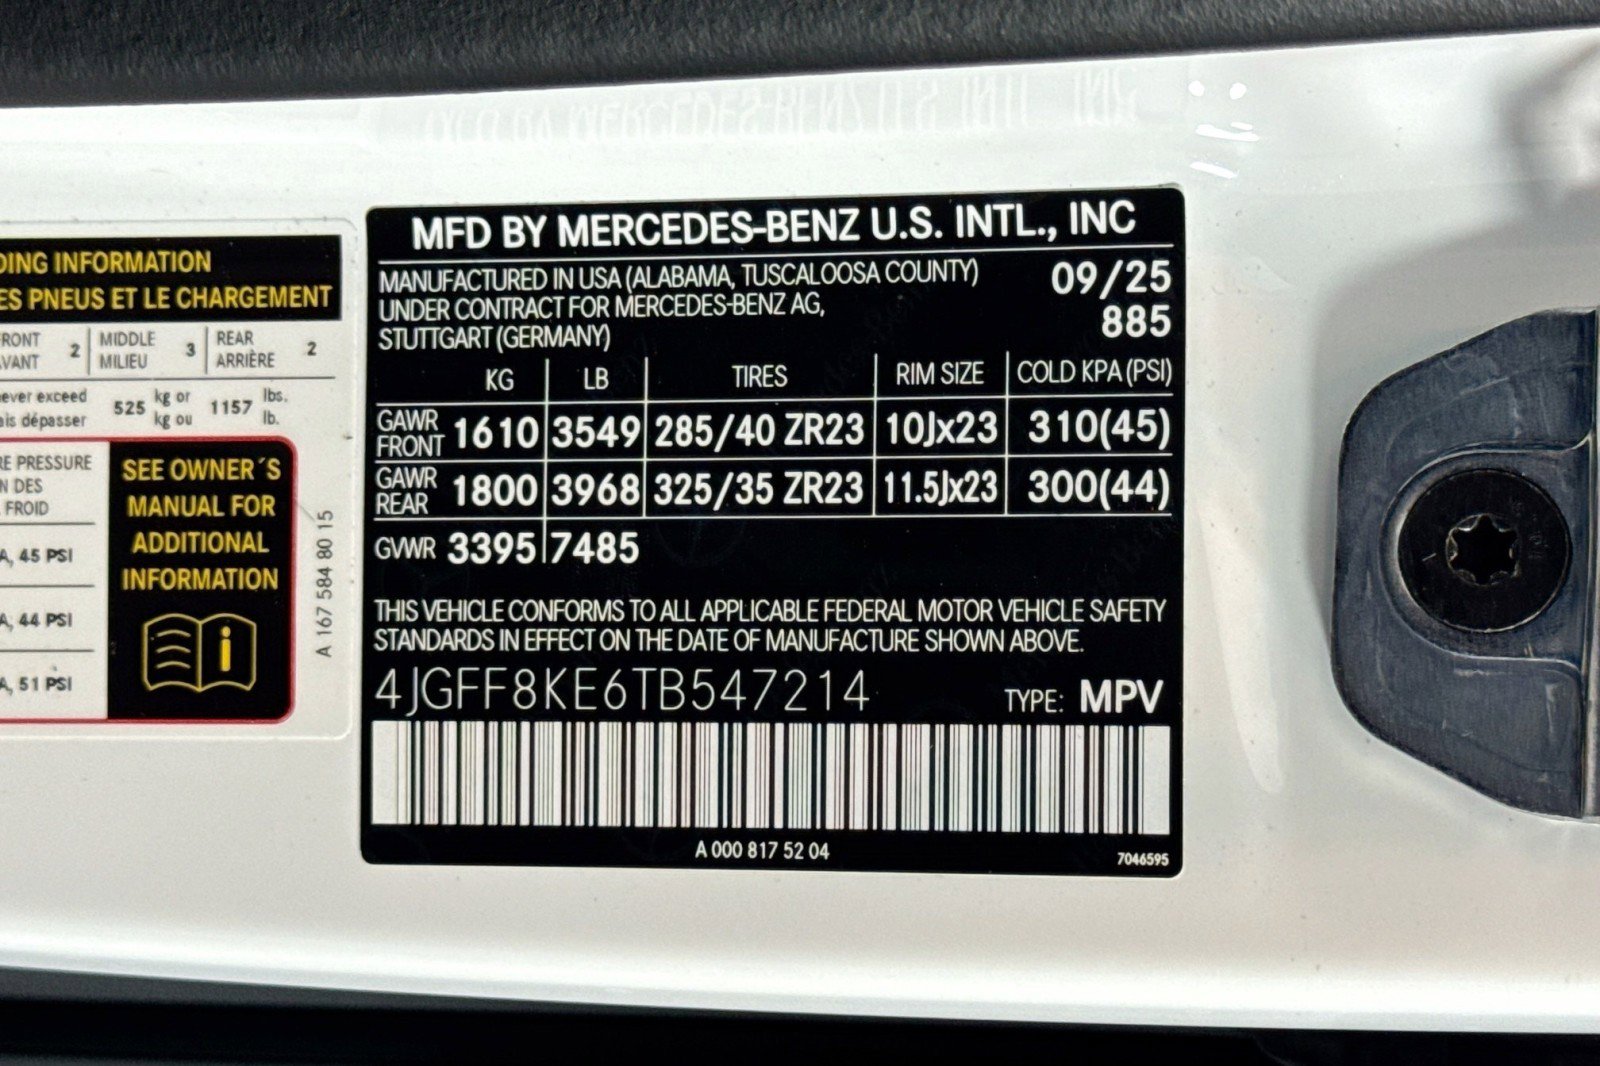 DING INFORMATION
ES PNEUS ET LE CHARGEMENT
RONT
VANT
2
MIDDLE
MILIEU
3
REAR
ARRIÈRE
2
never exceed
ais dépasser
525
kg or
kg ou
1157
lbs.
lb.
RE PRESSURE
N DES
FROID
A, 45 PSI
A, 44 PSI
A, 51 PSI
SEE OWNER´S
MANUAL FOR
ADDITIONAL
INFORMATION
i
A 167 584 80 15
MFD BY MERCEDES-BENZ U.S. INTL., INC
MANUFACTURED IN USA (ALABAMA, TUSCALOOSA COUNTY) 09/25
UNDER CONTRACT FOR MERCEDES-BENZ AG, 885
STUTTGART (GERMANY)
KG LB TIRES RIM SIZE COLD KPA (PSI)
GAWR FRONT 1610 3549 285/40 ZR23 10Jx23 310(45)
GAWR REAR 1800 3968 325/35 ZR23 11.5Jx23 300(44)
GVWR 3395 7485
THIS VEHICLE CONFORMS TO ALL APPLICABLE FEDERAL MOTOR VEHICLE SAFETY
STANDARDS IN EFFECT ON THE DATE OF MANUFACTURE SHOWN ABOVE.
4JGFF8KE6TB547214 TYPE: MPV
A 000 817 52 04
7046595